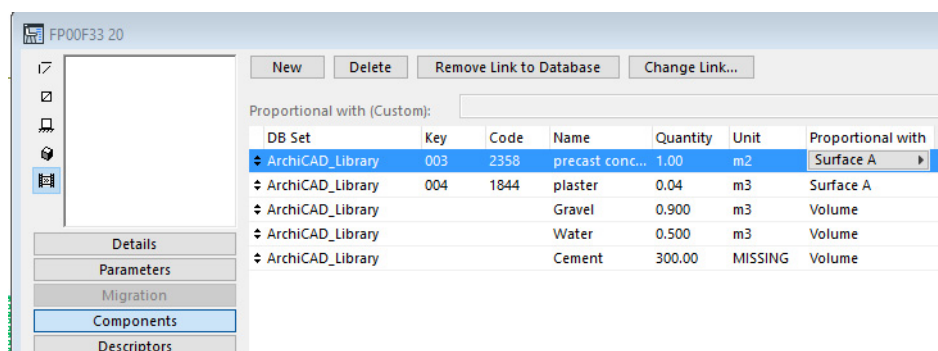 FP00F33 20
New Delete Remove Link to Database Change Link...
Proportional with (Custom):
DB Set Key Code Name Quantity Unit Proportional with
ArchiCAD_Library 003 2358 precast conc... 1.00 m2 Surface A
ArchiCAD_Library 004 1844 plaster 0.04 m3 Surface A
ArchiCAD_Library Gravel 0.900 m3 Volume
ArchiCAD_Library Water 0.500 m3 Volume
ArchiCAD_Library Cement 300.00 MISSING Volume
Details
Parameters
Migration
Components
Descriptors